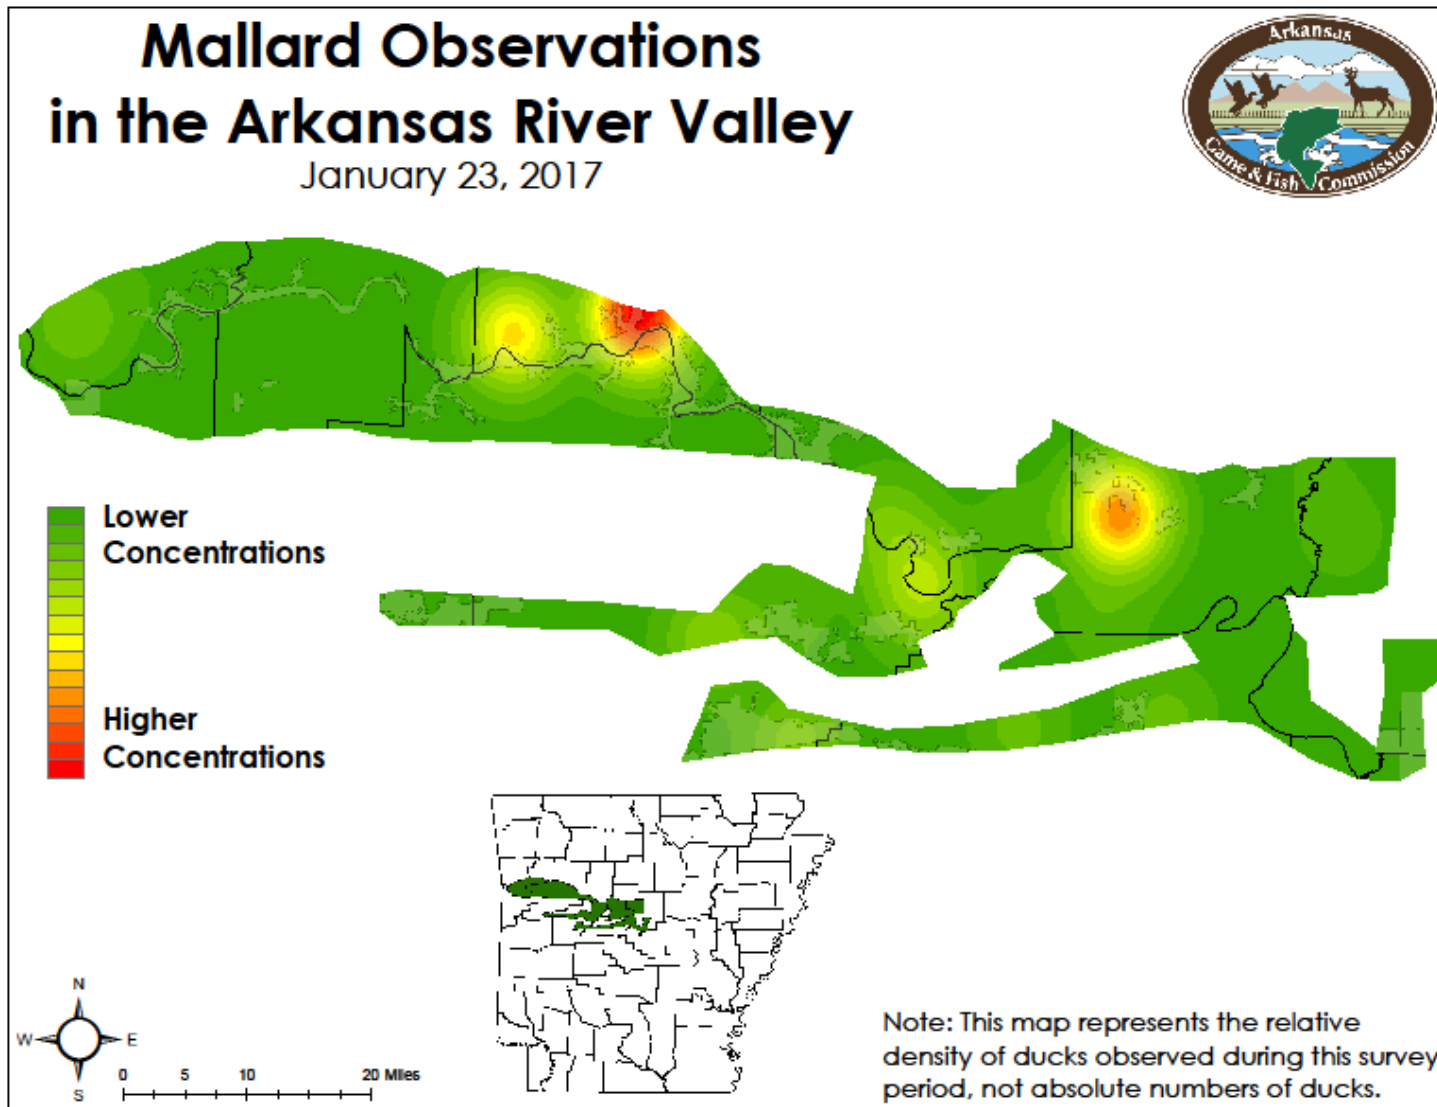 Mallard Observations
in the Arkansas River Valley
January 23, 2017
Arkansas
Game & Fish Commission
Lower
Concentrations
Higher
Concentrations
N
W E
S
0 5 10 20 Miles
Note: This map represents the relative
density of ducks observed during this survey
period, not absolute numbers of ducks.